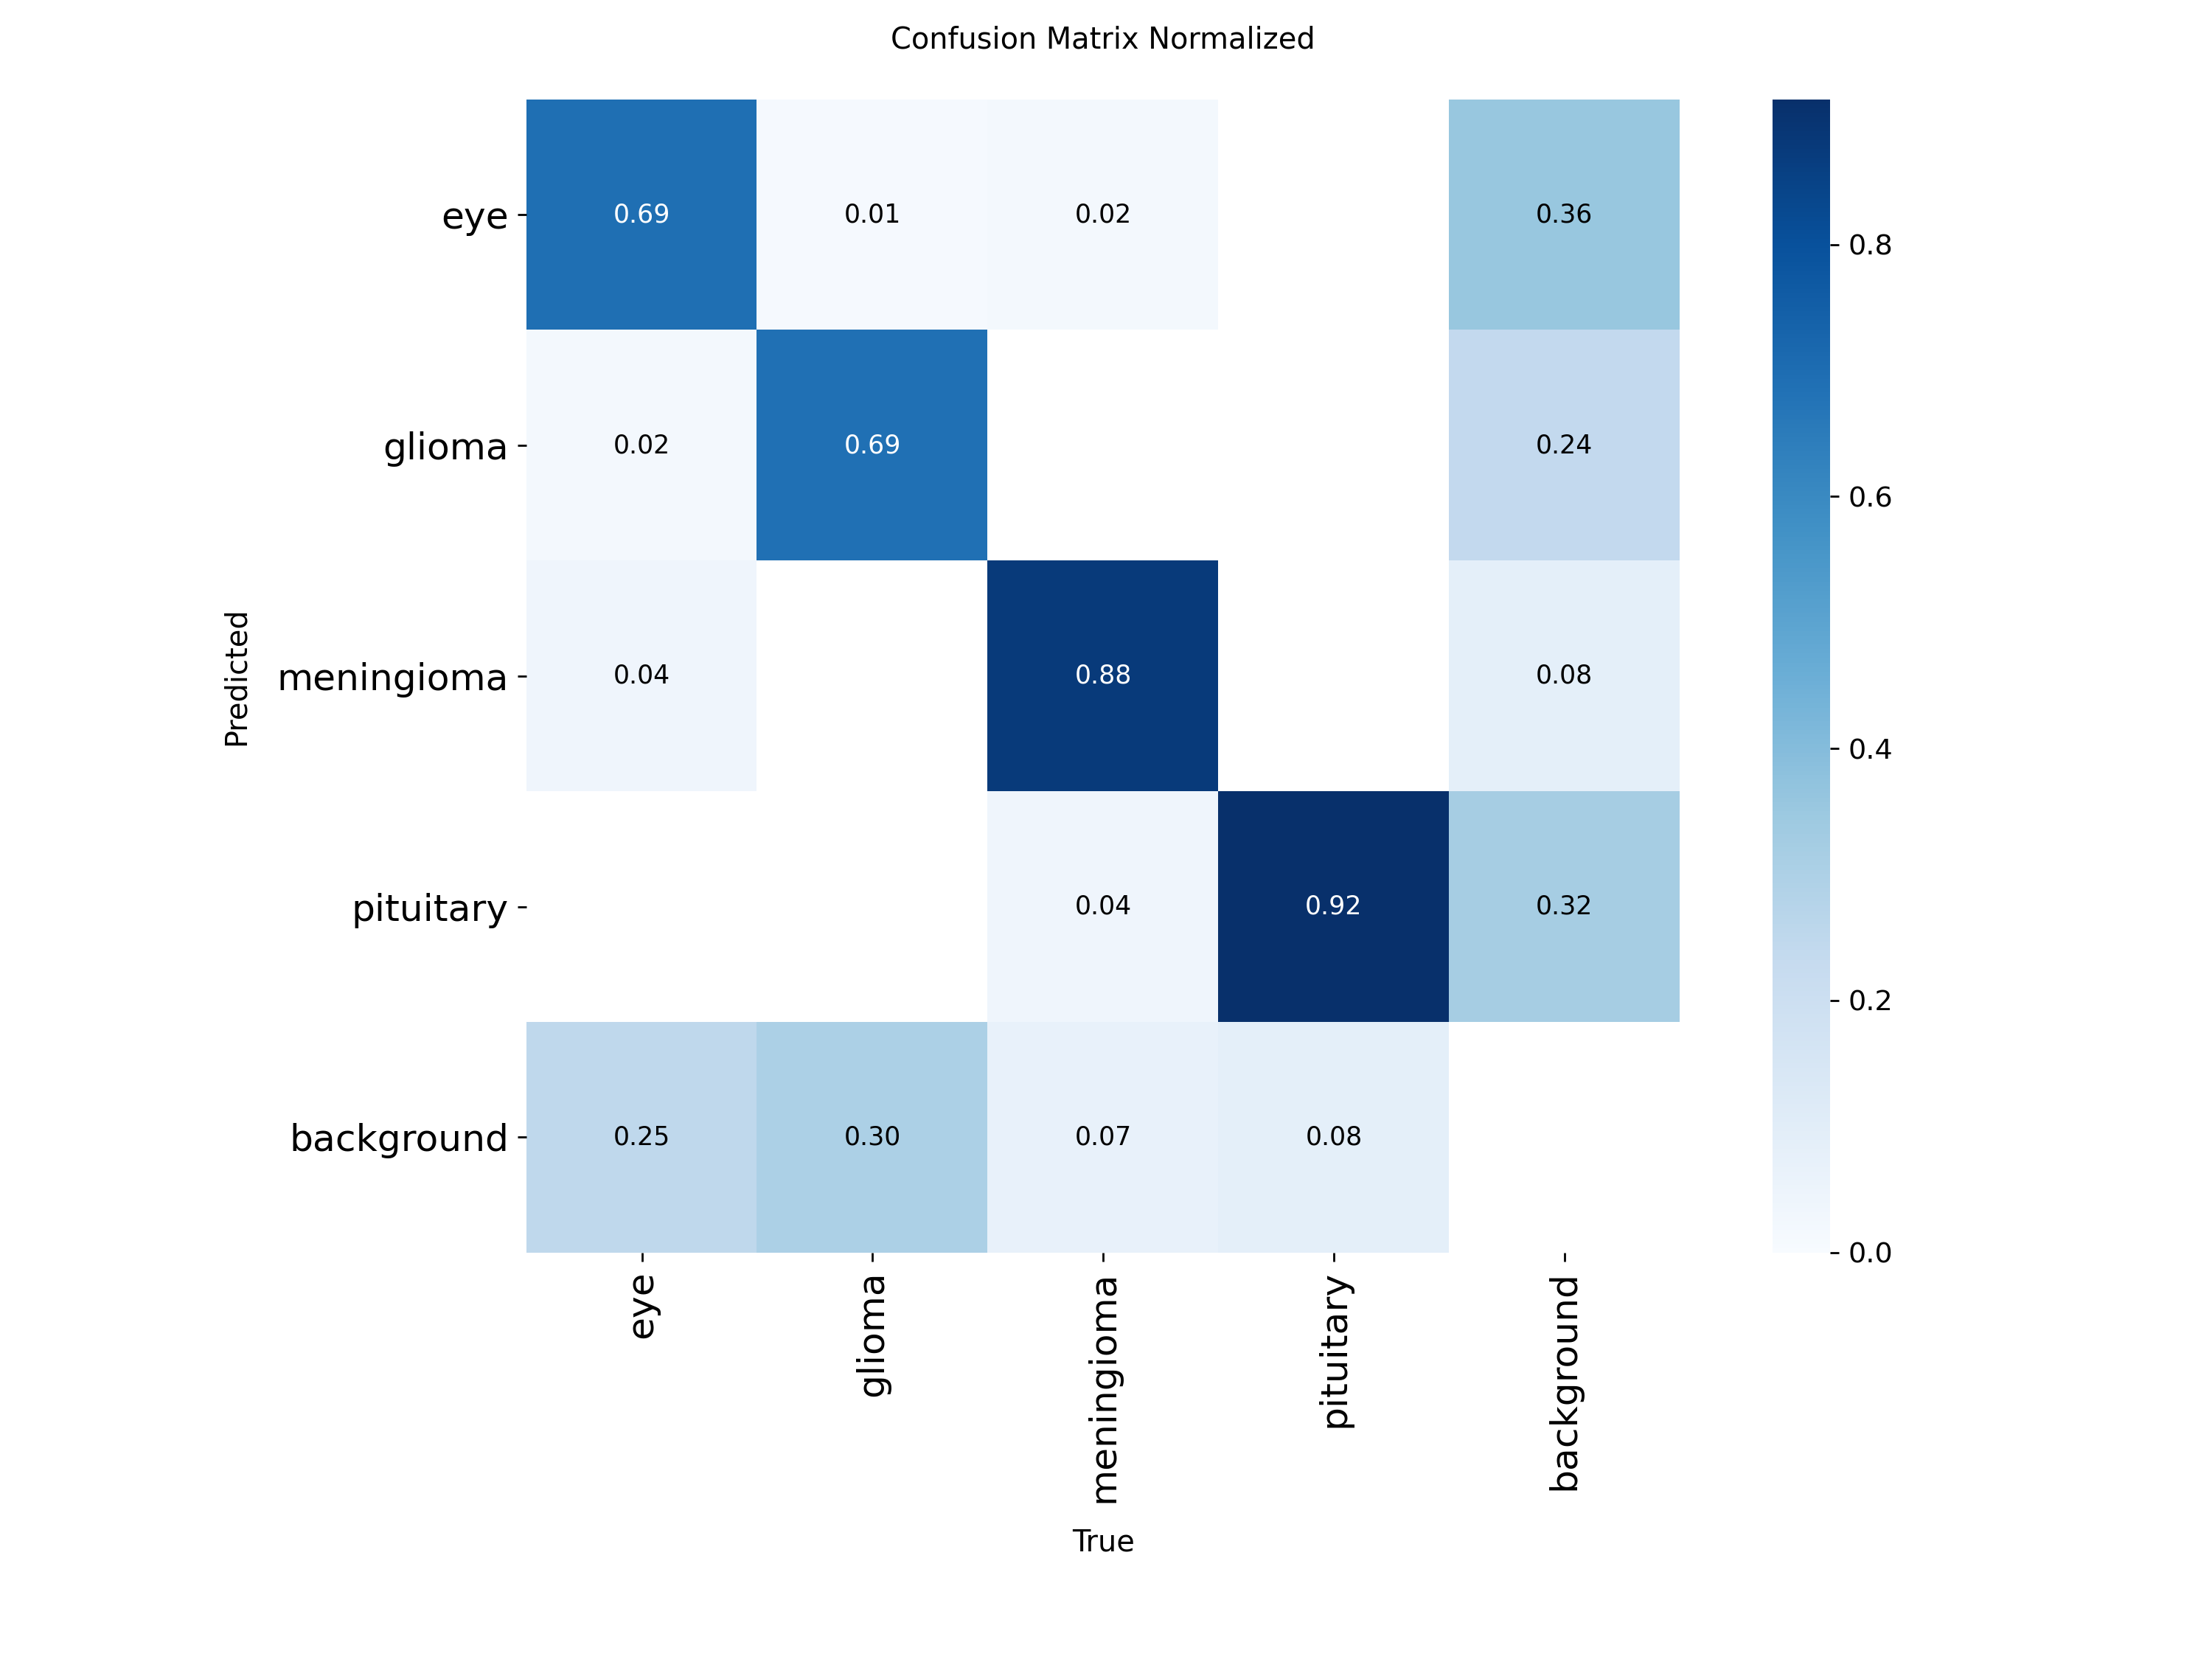 Confusion Matrix Normalized
eye
0.69
0.01
0.02
0.36
glioma
0.02
0.69
0.24
meningioma
0.04
0.88
0.08
pituitary
0.04
0.92
0.32
background
0.25
0.30
0.07
0.08
Predicted
eye
glioma
meningioma
pituitary
background
True
0.8
0.6
0.4
0.2
0.0